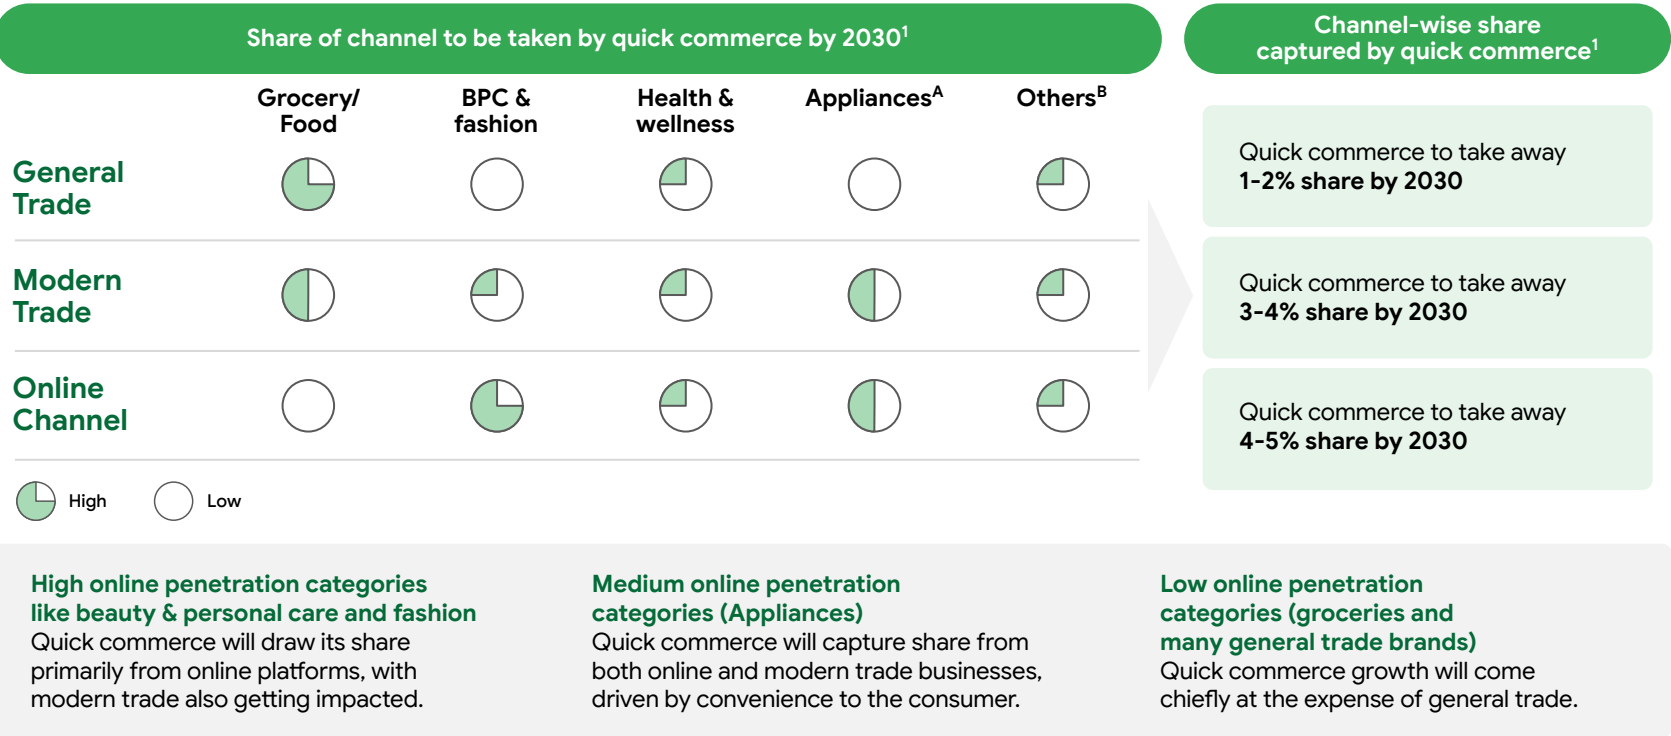 Share of channel to be taken by quick commerce by 2030¹
Channel-wise share
captured by quick commerce¹
Grocery/
Food
BPC &
fashion
Health &
wellness
Appliancesᴬ
Othersᴮ
General
Trade
Quick commerce to take away
1-2% share by 2030
Modern
Trade
Quick commerce to take away
3-4% share by 2030
Online
Channel
Quick commerce to take away
4-5% share by 2030
High
Low
High online penetration categories
like beauty & personal care and fashion
Quick commerce will draw its share
primarily from online platforms, with
modern trade also getting impacted.
Medium online penetration
categories (Appliances)
Quick commerce will capture share from
both online and modern trade businesses,
driven by convenience to the consumer.
Low online penetration
categories (groceries and
many general trade brands)
Quick commerce growth will come
chiefly at the expense of general trade.